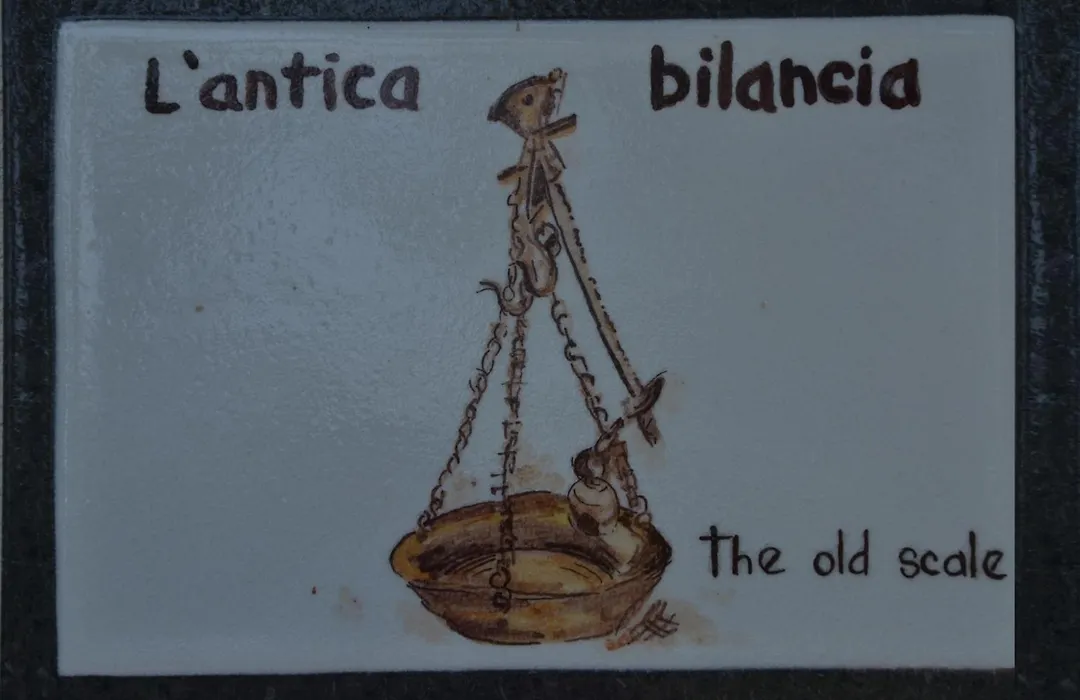 L'antica bilancia
the old scale